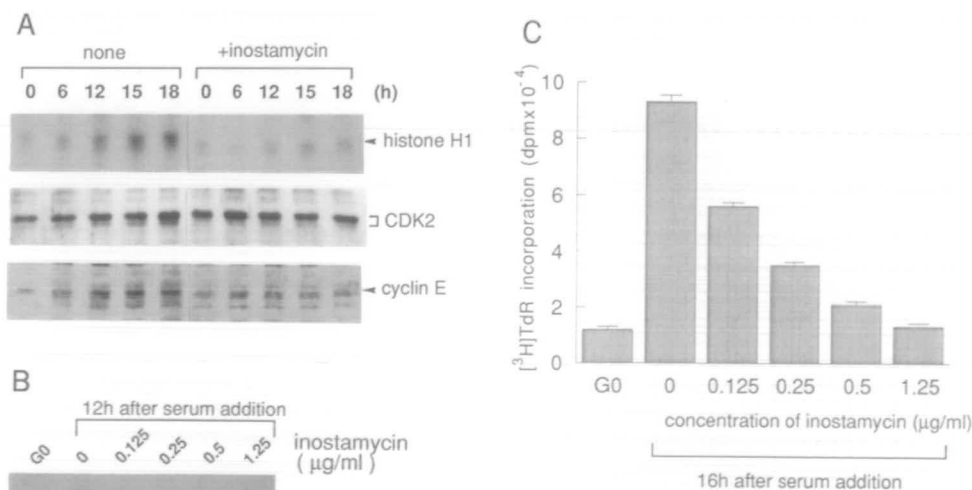 A
none
+inostamycin
0 6 12 15 18 0 6 12 15 18 (h)
histone H1
CDK2
cyclin E
B
12h after serum addition
G0 0 0.125 0.25 0.5 1.25
inostamycin
( μg/ml )
C
[³H]TdR incorporation (dpmx10⁻⁴)
10
8
6
4
2
0
G0 0 0.125 0.25 0.5 1.25
concentration of inostamycin (μg/ml)
16h after serum addition